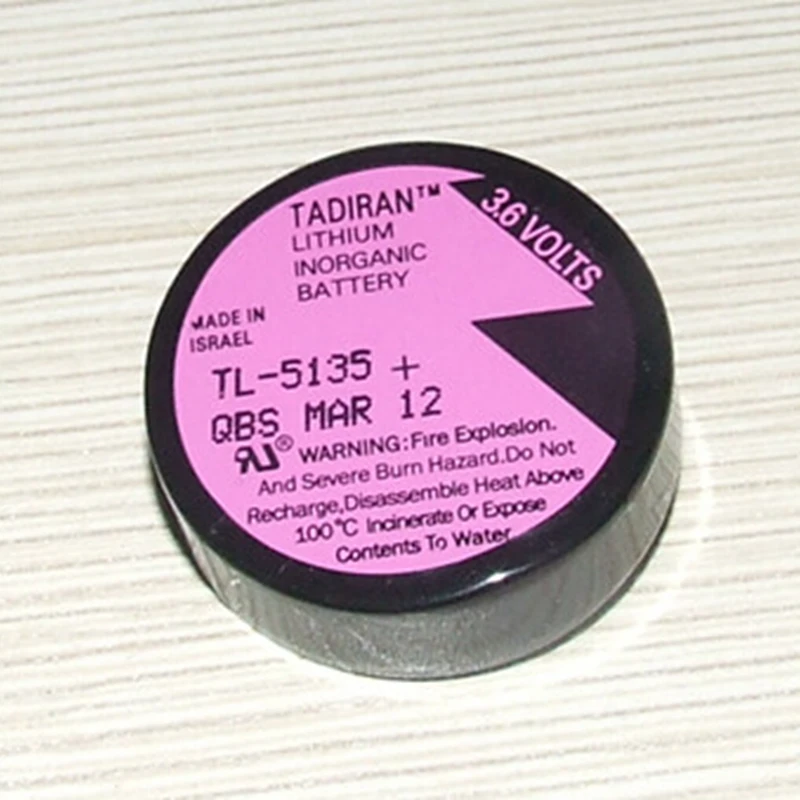 TADIRAN™
LITHIUM
INORGANIC
BATTERY
3.6 VOLTS
MADE IN
ISRAEL
TL-5135 +
QBS MAR 12
RU® WARNING:Fire Explosion.
And Severe Burn Hazard.Do Not
Recharge,Disassemble Heat Above
100°C Incinerate Or Expose
Contents To Water